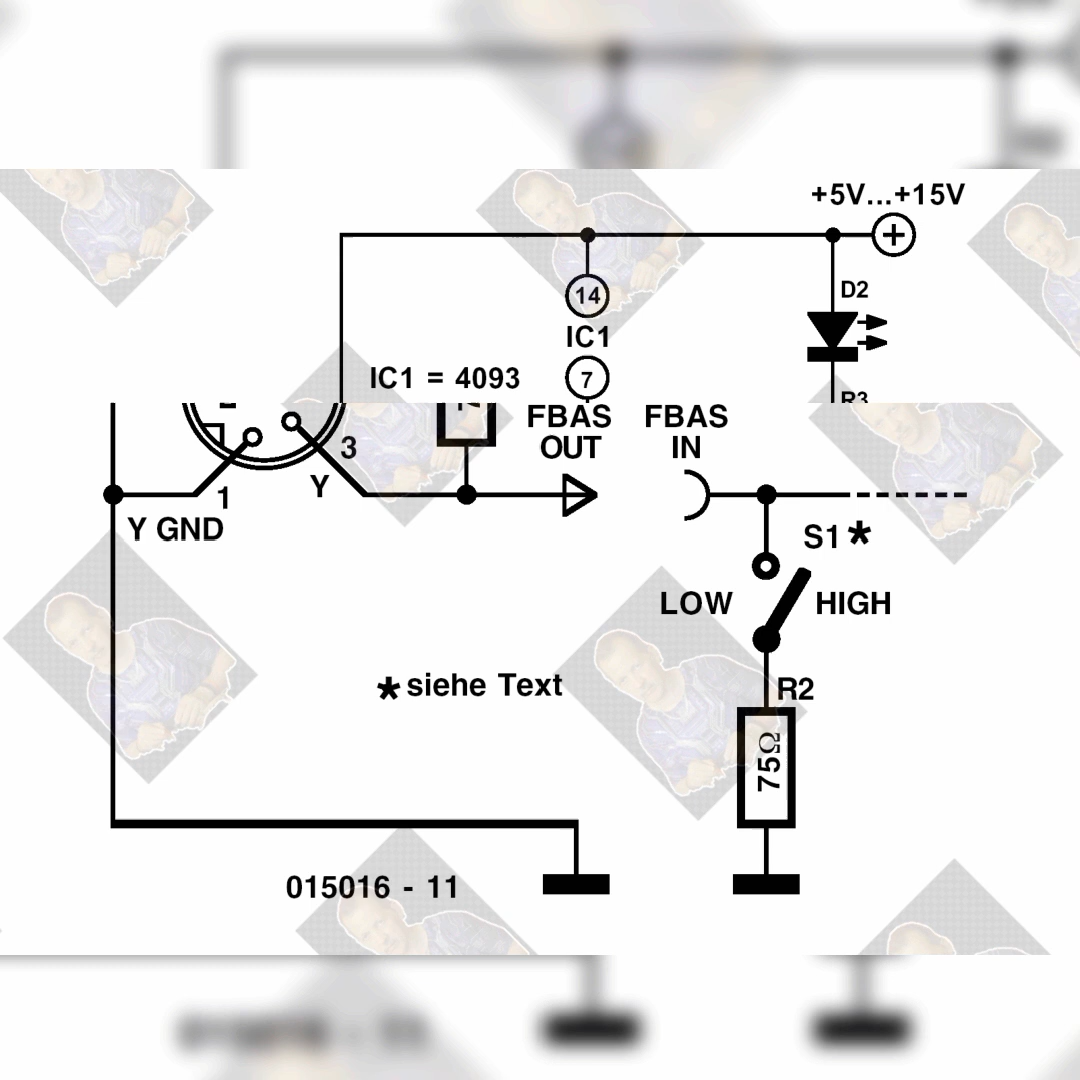 +5V...+15V
D2
14
IC1
IC1 = 4093
7
R3
FBAS FBAS
OUT IN
3
Y
1
Y GND
S1*
LOW HIGH
* siehe Text
R2
75Ω
015016 - 11